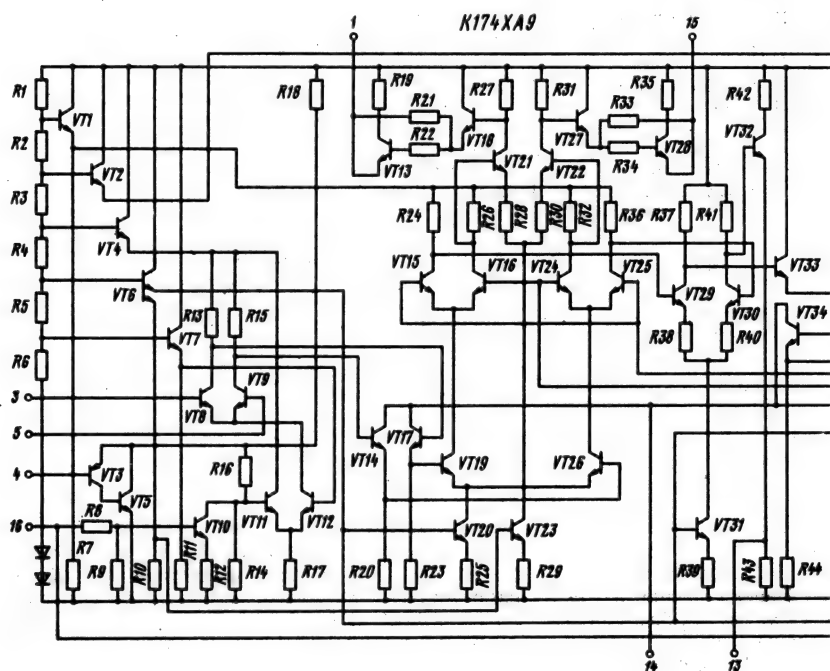 1 К174ХА9 15
R1 R19 R21 R27 R31 R33 R35 R42
R18
VT1 R22 VT18 VT27 VT28 VT32
R2 VT13 VT21 VT22 R34
VT2
R3 R24 R26 R28 R30 R32 R36 R37 R41
VT4
R4 VT15 VT16 VT24 VT25 VT33
VT6 VT29 VT30 VT34
R5 R13 R15 R38 R40
VT7
R6 VT9
3 VT8
5 VT14 VT17 VT19 VT26
4 VT3 R16
VT5
16 R8 VT10 VT11 VT12 VT20 VT23 VT31
R7 R9 R10 R11 R12 R14 R17 R20 R23 R25 R29 R39 R43 R44
14 13